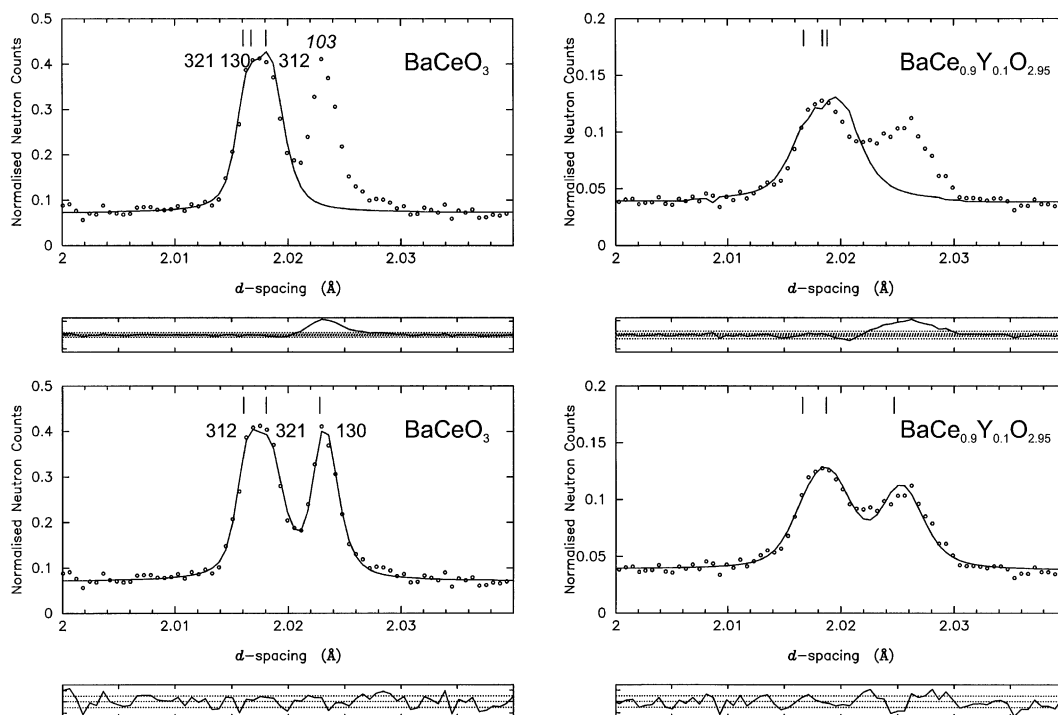 0.5
0.4
0.3
0.2
0.1
0
Normalised Neutron Counts
321 130 312 103
BaCeO₃
2 2.01 2.02 2.03
d-spacing (Å)
0.2
0.15
0.1
0.05
0
Normalised Neutron Counts
BaCe₀.₉Y₀.₁O₂.₉₅
2 2.01 2.02 2.03
d-spacing (Å)
0.5
0.4
0.3
0.2
0.1
0
Normalised Neutron Counts
312 321 130
BaCeO₃
2 2.01 2.02 2.03
d-spacing (Å)
0.2
0.15
0.1
0.05
0
Normalised Neutron Counts
BaCe₀.₉Y₀.₁O₂.₉₅
2 2.01 2.02 2.03
d-spacing (Å)